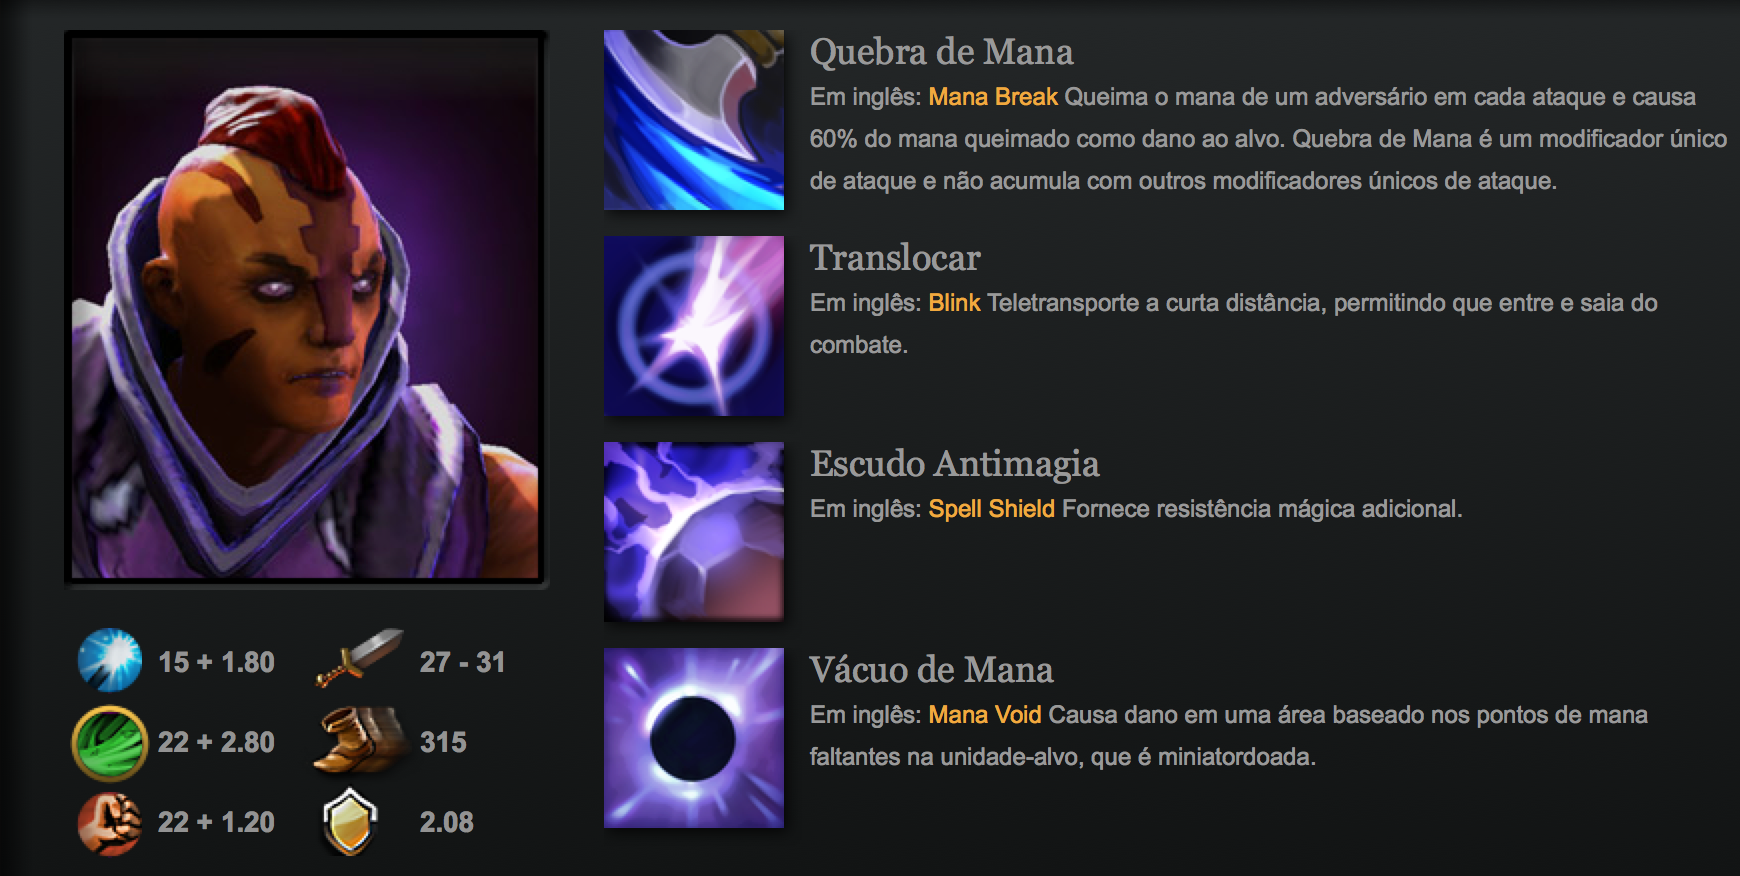 Quebra de Mana
Em inglês: Mana Break Queima o mana de um adversário em cada ataque e causa
60% do mana queimado como dano ao alvo. Quebra de Mana é um modificador único
de ataque e não acumula com outros modificadores únicos de ataque.
Translocar
Em inglês: Blink Teletransporte a curta distância, permitindo que entre e saia do
combate.
Escudo Antimagia
Em inglês: Spell Shield Fornece resistência mágica adicional.
Vácuo de Mana
Em inglês: Mana Void Causa dano em uma área baseado nos pontos de mana
faltantes na unidade-alvo, que é miniatordoada.
15 + 1.80 27 - 31
22 + 2.80 315
22 + 1.20 2.08